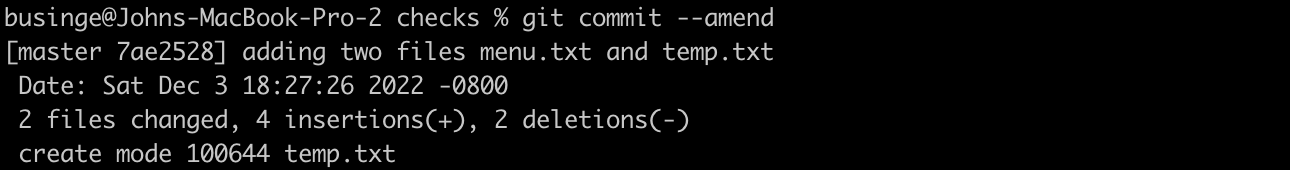 businge@Johns-MacBook-Pro-2 checks % git commit --amend
[master 7ae2528] adding two files menu.txt and temp.txt
 Date: Sat Dec 3 18:27:26 2022 -0800
 2 files changed, 4 insertions(+), 2 deletions(-)
 create mode 100644 temp.txt